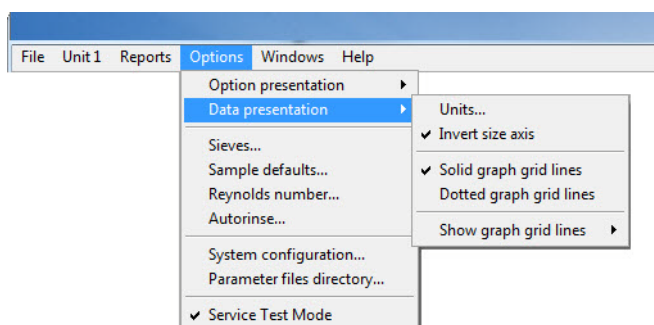 File Unit 1 Reports Options Windows Help
Option presentation
Data presentation
Sieves...
Sample defaults...
Reynolds number...
Autorinse...
System configuration...
Parameter files directory...
Service Test Mode
Units...
Invert size axis
Solid graph grid lines
Dotted graph grid lines
Show graph grid lines